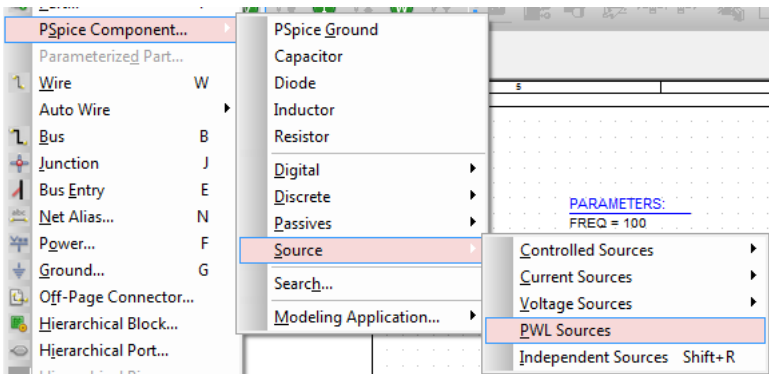 PSpice Component...
Parameterized Part...
Wire W
Auto Wire
Bus B
Junction J
Bus Entry E
Net Alias... N
Power... F
Ground... G
Off-Page Connector...
Hierarchical Block...
Hierarchical Port...
PSpice Ground
Capacitor
Diode
Inductor
Resistor
Digital
Discrete
Passives
Source
Search...
Modeling Application...
5
PARAMETERS:
FREQ = 100
Controlled Sources
Current Sources
Voltage Sources
PWL Sources
Independent Sources Shift+R